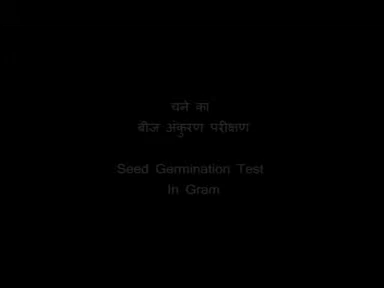 चने का
बीज अंकुरण परीक्षण
Seed Germination Test
In Gram